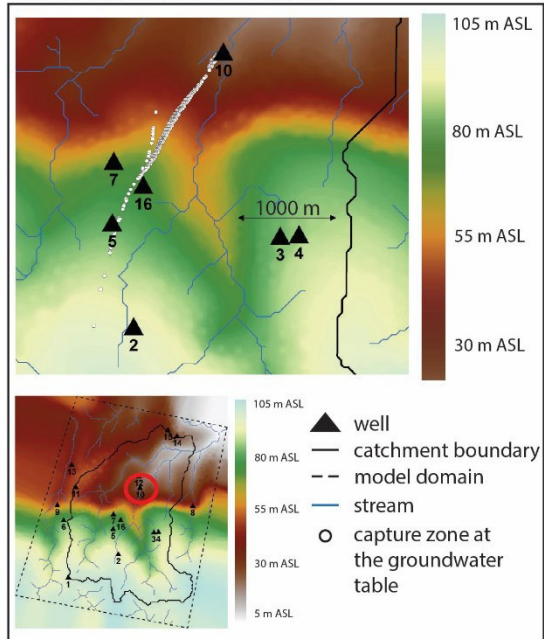 105 m ASL
10
80 m ASL
7
16
1000 m
5
3 4
55 m ASL
2
30 m ASL
105 m ASL
14
13
12
10
11
80 m ASL
9
8
7
6
16
5
34
55 m ASL
2
1
30 m ASL
5 m ASL
well
catchment boundary
model domain
stream
capture zone at
the groundwater
table